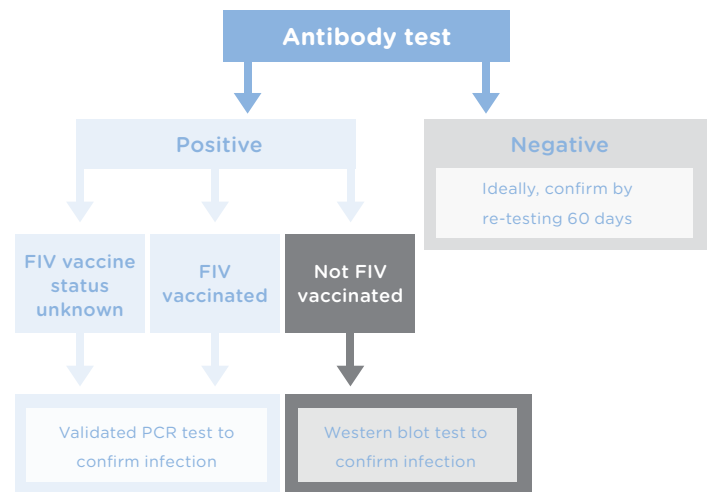 Antibody test
Positive
Negative
Ideally, confirm by
re-testing 60 days
FIV vaccine
status
unknown
FIV
vaccinated
Not FIV
vaccinated
Validated PCR test to
confirm infection
Western blot test to
confirm infection